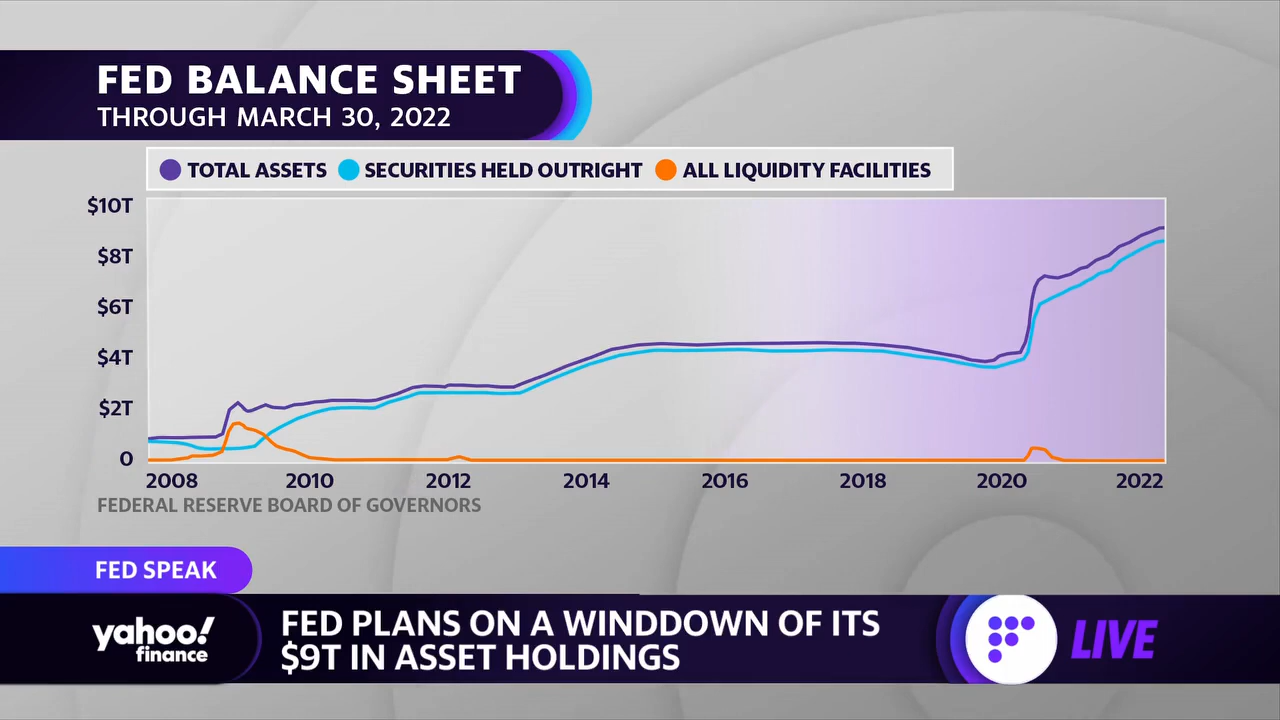 FED BALANCE SHEET
THROUGH MARCH 30, 2022
TOTAL ASSETS SECURITIES HELD OUTRIGHT ALL LIQUIDITY FACILITIES
$10T
$8T
$6T
$4T
$2T
0
2008 2010 2012 2014 2016 2018 2020 2022
FEDERAL RESERVE BOARD OF GOVERNORS
FED SPEAK
yahoo!
finance
FED PLANS ON A WINDDOWN OF ITS
$9T IN ASSET HOLDINGS
LIVE